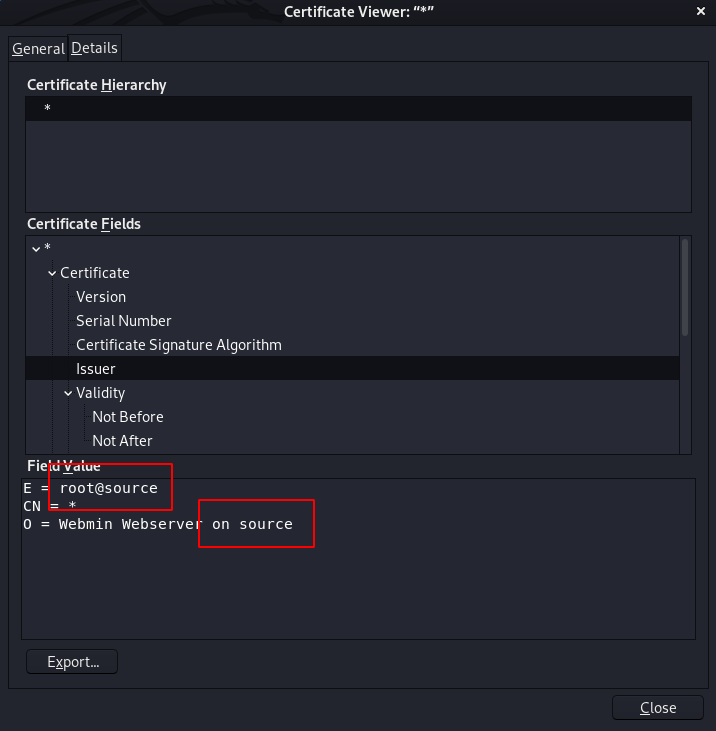 Certificate Viewer: “*”
×
General Details
Certificate Hierarchy
*
Certificate Fields
*
Certificate
Version
Serial Number
Certificate Signature Algorithm
Issuer
Validity
Not Before
Not After
Field Value
E = root@source
CN = *
O = Webmin Webserver on source
Export...
Close